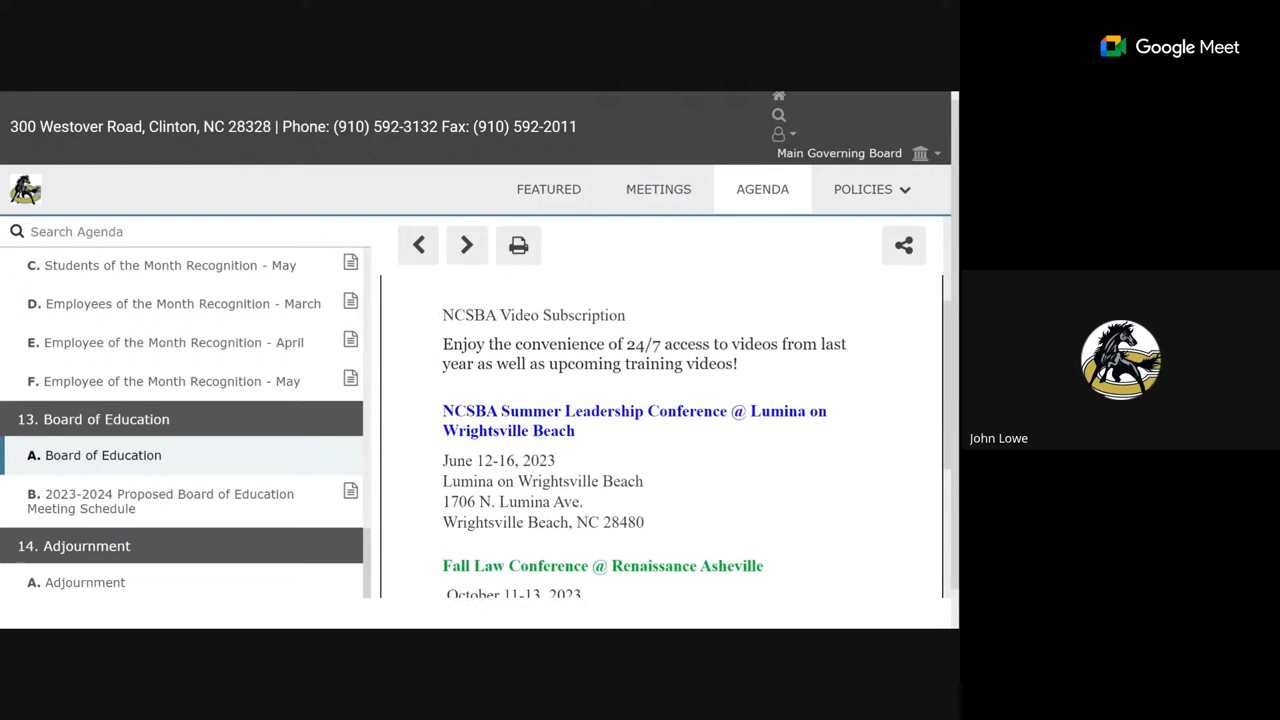 Google Meet
300 Westover Road, Clinton, NC 28328 | Phone: (910) 592-3132 Fax: (910) 592-2011
Main Governing Board
FEATURED
MEETINGS
AGENDA
POLICIES
Search Agenda
C. Students of the Month Recognition - May
D. Employees of the Month Recognition - March
E. Employee of the Month Recognition - April
F. Employee of the Month Recognition - May
13. Board of Education
A. Board of Education
B. 2023-2024 Proposed Board of Education
Meeting Schedule
14. Adjournment
A. Adjournment
NCSBA Video Subscription
Enjoy the convenience of 24/7 access to videos from last
year as well as upcoming training videos!
NCSBA Summer Leadership Conference @ Lumina on
Wrightsville Beach
June 12-16, 2023
Lumina on Wrightsville Beach
1706 N. Lumina Ave.
Wrightsville Beach, NC 28480
Fall Law Conference @ Renaissance Asheville
October 11-13, 2023
John Lowe